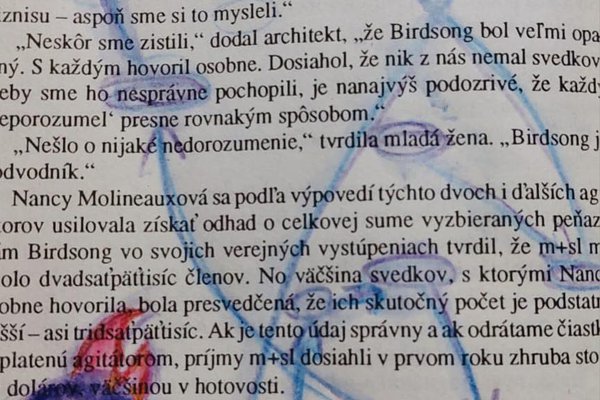 iznisu – aspoň sme si to mysleli.“
„Neskôr sme zistili,“ dodal architekt, „že Birdsong bol veľmi opa
ný. S každým hovoril osobne. Dosiahol, že nik z nás nemal svedkov
eby sme ho nesprávne pochopili, je nanajvýš podozrivé, že každý
eporozumel‘ presne rovnakým spôsobom.“
„Nešlo o nijaké nedorozumenie,“ tvrdila mladá žena. „Birdsong j
odvodník.“
Nancy Molineauxová sa podľa výpovedí týchto dvoch i ďalších ag
orov usilovala získať odhad o celkovej sume vyzbieraných peňaz
ám Birdsong vo svojich verejných vystúpeniach tvrdil, že m+sl m
olo dvadsaťpäťtisíc členov. No väčšina svedkov, s ktorými Nanc
obne hovorila, bola presvedčená, že ich skutočný počet je podstatn
šší – asi tridsaťpäťtisíc. Ak je tento údaj správny a ak odrátame čiastk
platenú agitátorom, príjmy m+sl dosiahli v prvom roku zhruba sto
dolárov, väčšinou v hotovosti.